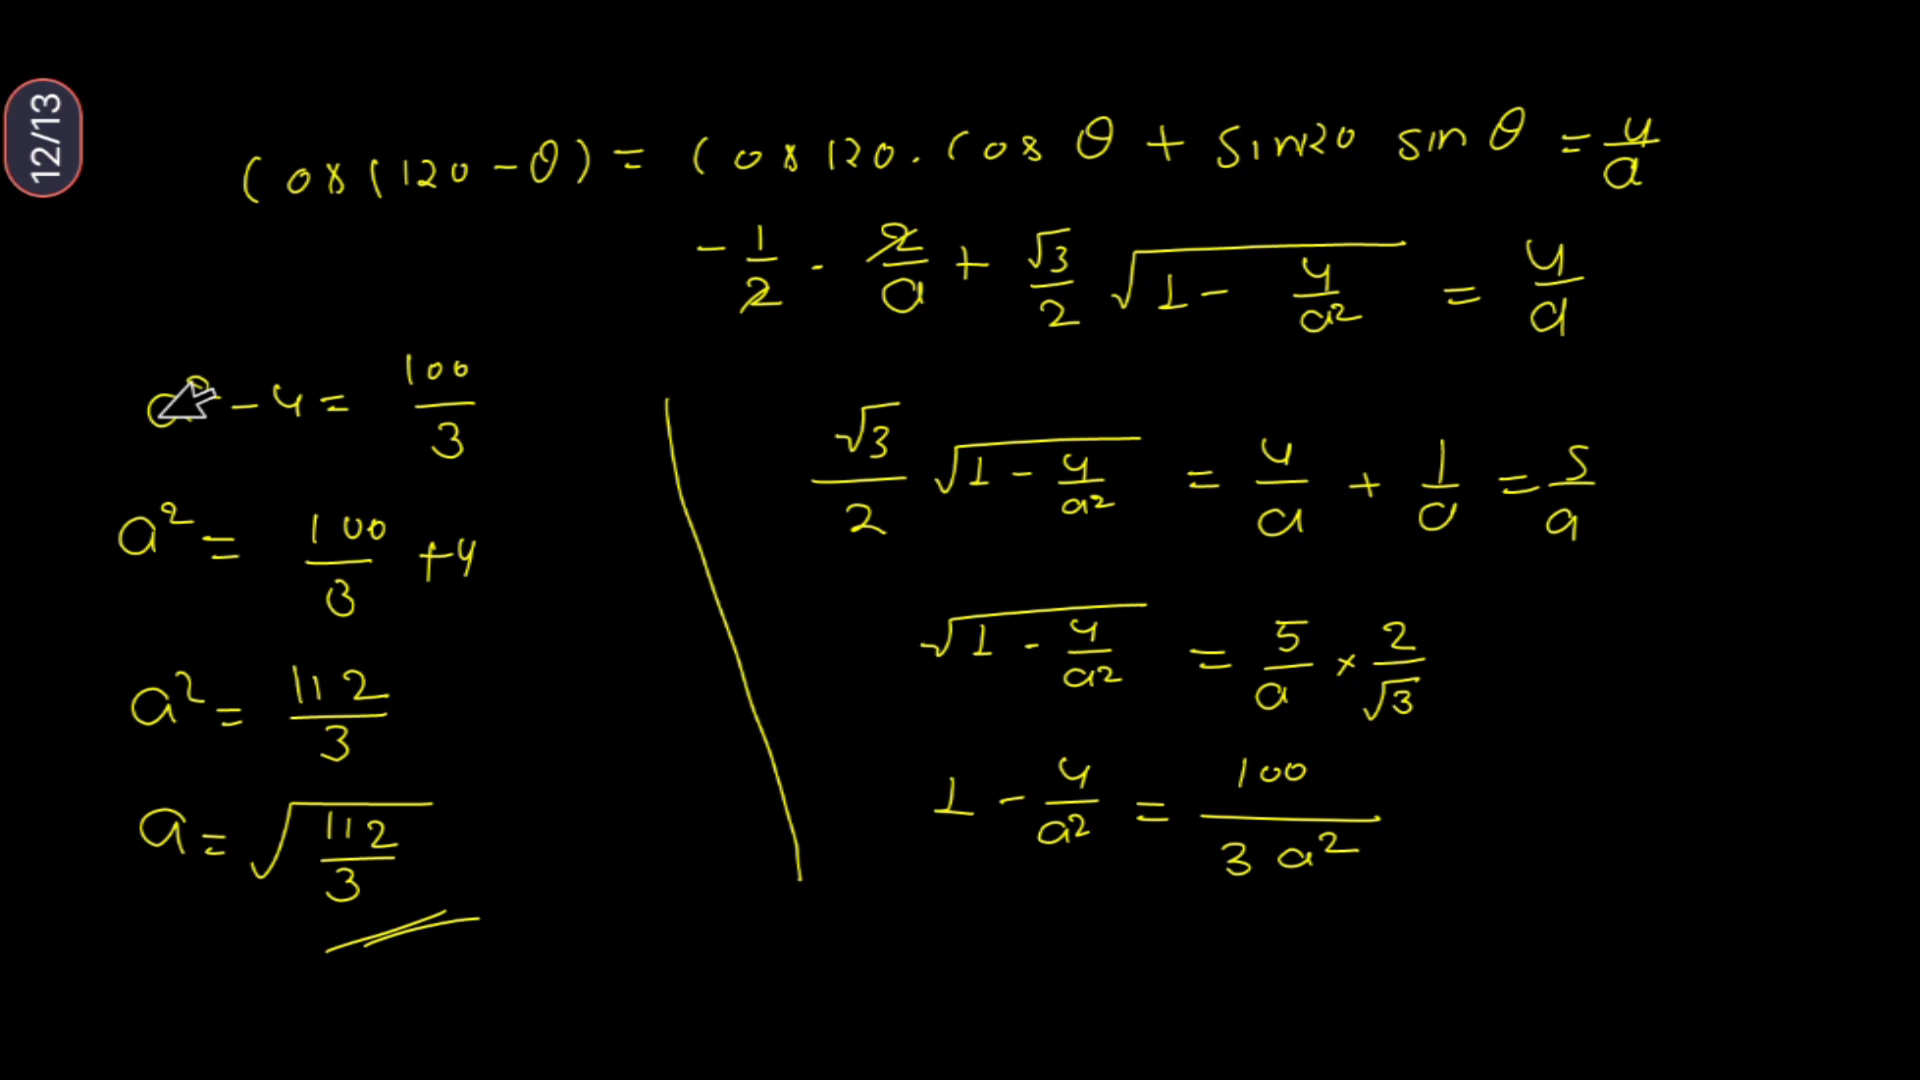 12/13
cos(120-θ) = cos 120. cos θ + sin120 sin θ = 4/a
-1/2 . 2/a + √3/2 √(1 - 4/a²) = 4/a
√3/2 √(1 - 4/a²) = 4/a + 1/a = 5/a
√(1 - 4/a²) = 5/a × 2/√3
1 - 4/a² = 100/3a²
a² - 4 = 100/3
a² = 100/3 + 4
a² = 112/3
a = √(112/3)